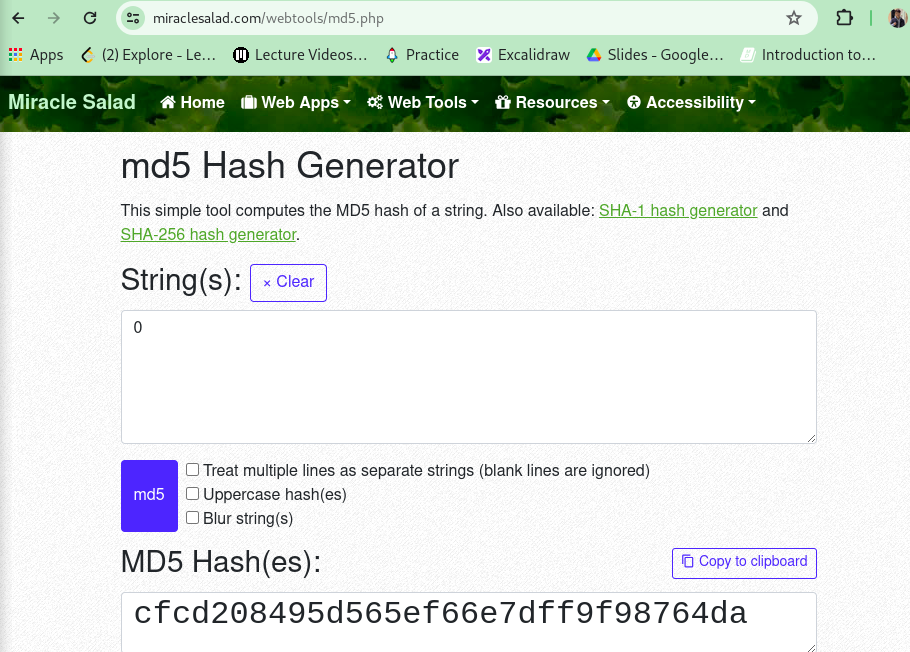 miraclesalad.com/webtools/md5.php
Apps (2) Explore - Le... Lecture Videos... Practice Excalidraw Slides - Google... Introduction to...
Miracle Salad Home Web Apps Web Tools Resources Accessibility
md5 Hash Generator
This simple tool computes the MD5 hash of a string. Also available: SHA-1 hash generator and
SHA-256 hash generator.
String(s): × Clear
0
md5
Treat multiple lines as separate strings (blank lines are ignored)
Uppercase hash(es)
Blur string(s)
MD5 Hash(es): Copy to clipboard
cfcd208495d565ef66e7dff9f98764da